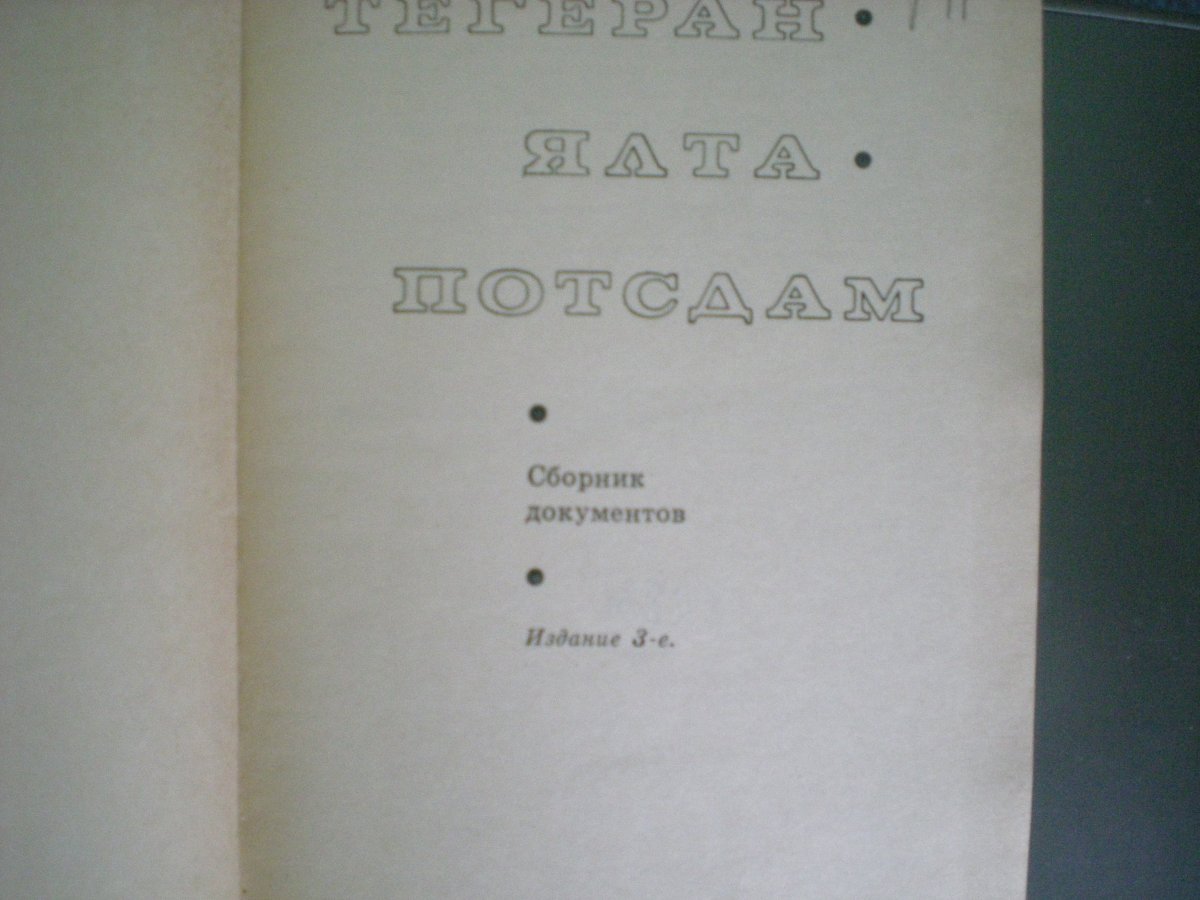 ТЕГЕРАН •
ЯЛТА •
ПОТСДАМ
•
Сборник
документов
•
Издание 3-е.